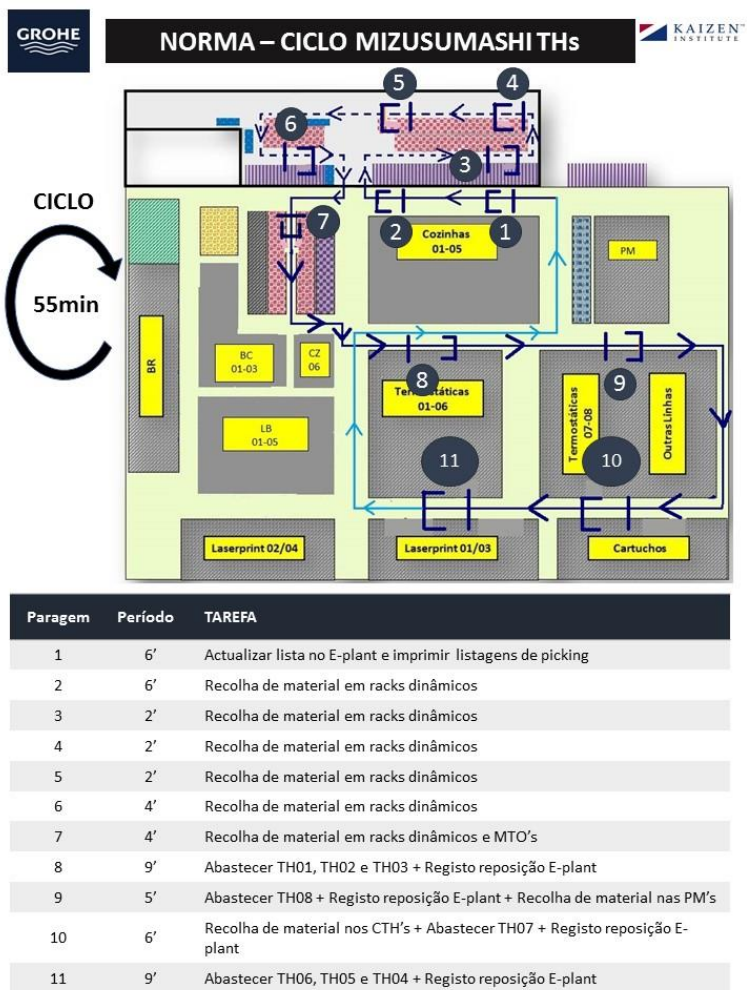 GROHE
NORMA – CICLO MIZUSUMASHI THs
KAIZEN™
INSTITUTE
5
4
6
3
CICLO
7
2
1
Cozinhas
01-05
PM
55min
BR
BC
01-03
CZ
06
8
9
Termostáticas
01-06
Termostáticas
07-08
Outras Linhas
LB
01-05
11
10
Laserprint 02/04
Laserprint 01/03
Cartuchos
Paragem Período TAREFA
1 6’ Actualizar lista no E-plant e imprimir listagens de picking
2 6’ Recolha de material em racks dinâmicos
3 2’ Recolha de material em racks dinâmicos
4 2’ Recolha de material em racks dinâmicos
5 2’ Recolha de material em racks dinâmicos
6 4’ Recolha de material em racks dinâmicos
7 4’ Recolha de material em racks dinâmicos e MTO’s
8 9’ Abastecer TH01, TH02 e TH03 + Registo reposição E-plant
9 5’ Abastecer TH08 + Registo reposição E-plant + Recolha de material nas PM’s
10 6’ Recolha de material nos CTH’s + Abastecer TH07 + Registo reposição E-
plant
11 9’ Abastecer TH06, TH05 e TH04 + Registo reposição E-plant